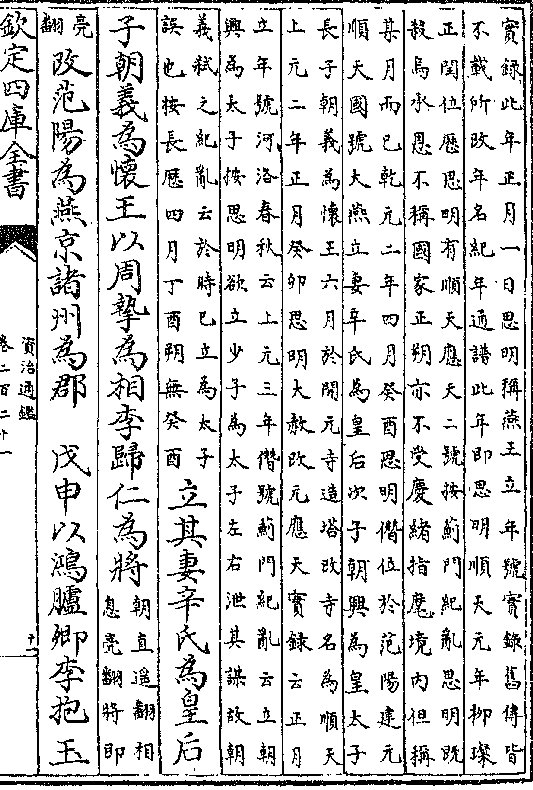 實録此年正月一日思明稱燕王立年號實録舊傳皆
不載所改年名紀年通譜此年即思明順天元年栁璨
正閏位歴思明有順天應天二號按薊門紀亂思明既
殺烏承恩不稱國家正朔亦不受慶緒指麾境内但稱
某月而已乾元二年四月癸酉思明僣位於范陽建元
順天國號大燕立妻辛氏為皇后次子朝興為皇太子
長子朝義為懷王六月於開元寺造塔改寺名為順天
上元二年正月癸卯思明大赦改元應天實録云正月
立年號河洛春秋云上元三年僣號薊門紀亂云立朝
興為太子按思明欲立少子為太子左右泄其謀故朝
義弑之紀亂云於時已立為太子
誤也按長歴四月丁酉朔無癸酉
立其妻辛氏為皇后
子朝義為懷王以周摯為相李歸仁為將
朝直遥翻相
息亮翻將即
亮
翻
改范陽為燕京諸州為郡 戊申以鴻臚卿李抱玉
欽定四庫全書
資治通鑑
卷二百二十一
十一